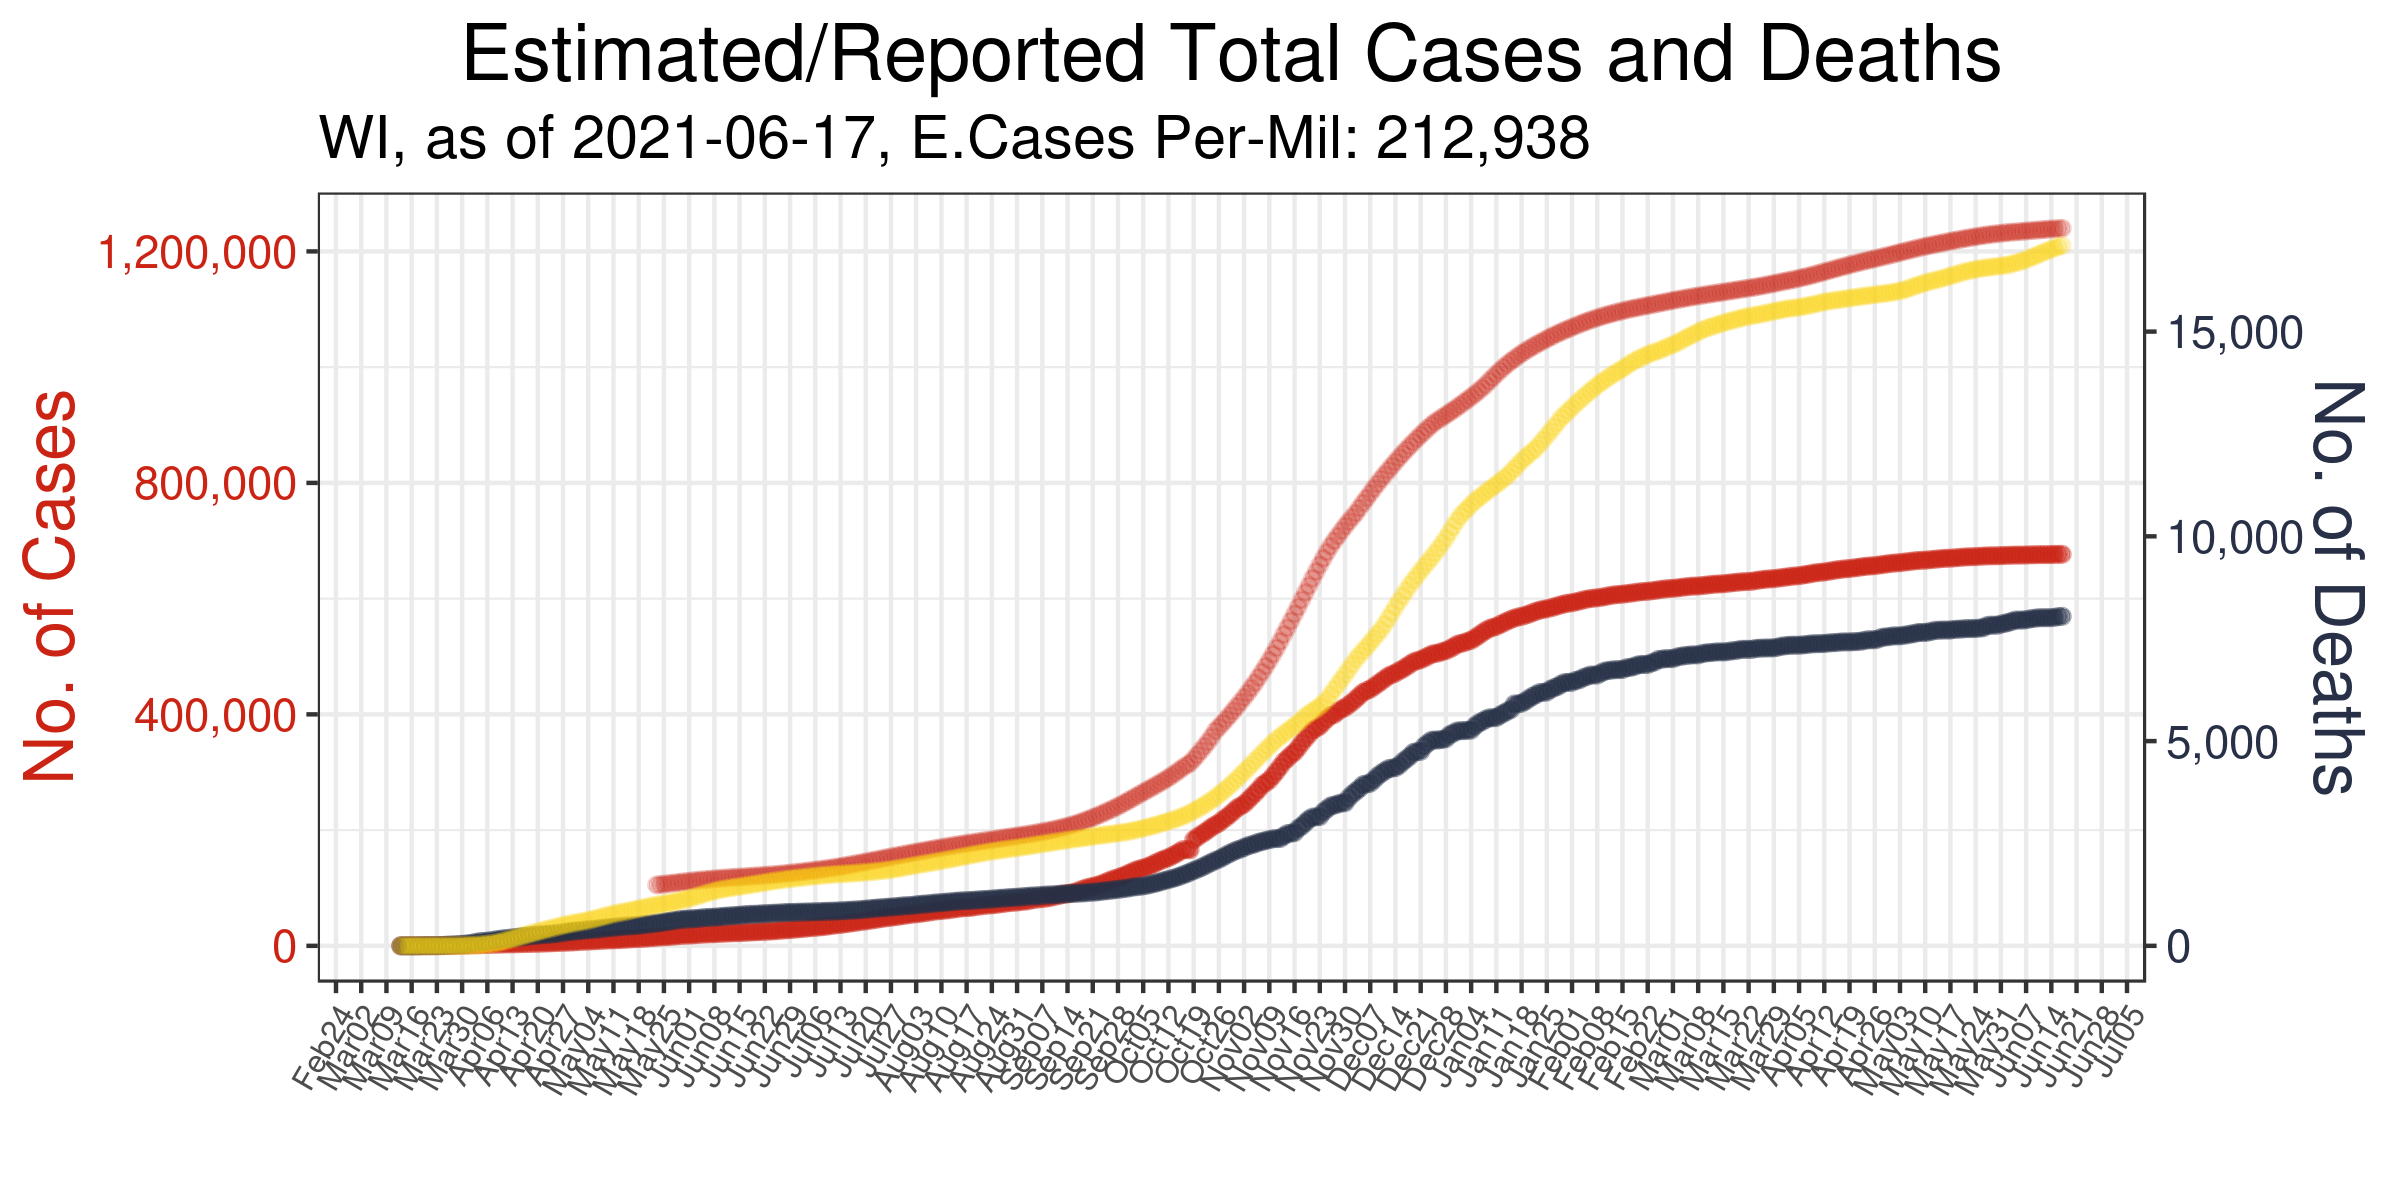 Estimated/Reported Total Cases and Deaths
WI, as of 2021-06-17, E.Cases Per-Mil: 212,938
No. of Cases
1,200,000
800,000
400,000
0
15,000
10,000
5,000
0
No. of Deaths
Feb24
Mar02
Mar09
Mar16
Mar23
Mar30
Apr06
Apr13
Apr20
Apr27
May04
May11
May18
May25
Jun01
Jun08
Jun15
Jun22
Jun29
Jul06
Jul13
Jul20
Jul27
Aug03
Aug10
Aug17
Aug24
Aug31
Sep07
Sep14
Sep21
Sep28
Oct05
Oct12
Oct19
Oct26
Nov02
Nov09
Nov16
Nov23
Nov30
Dec07
Dec14
Dec21
Dec28
Jan04
Jan11
Jan18
Jan25
Feb01
Feb08
Feb15
Feb22
Mar01
Mar08
Mar15
Mar22
Mar29
Apr05
Apr12
Apr19
Apr26
May03
May10
May17
May24
May31
Jun07
Jun14
Jun21
Jun28
Jul05